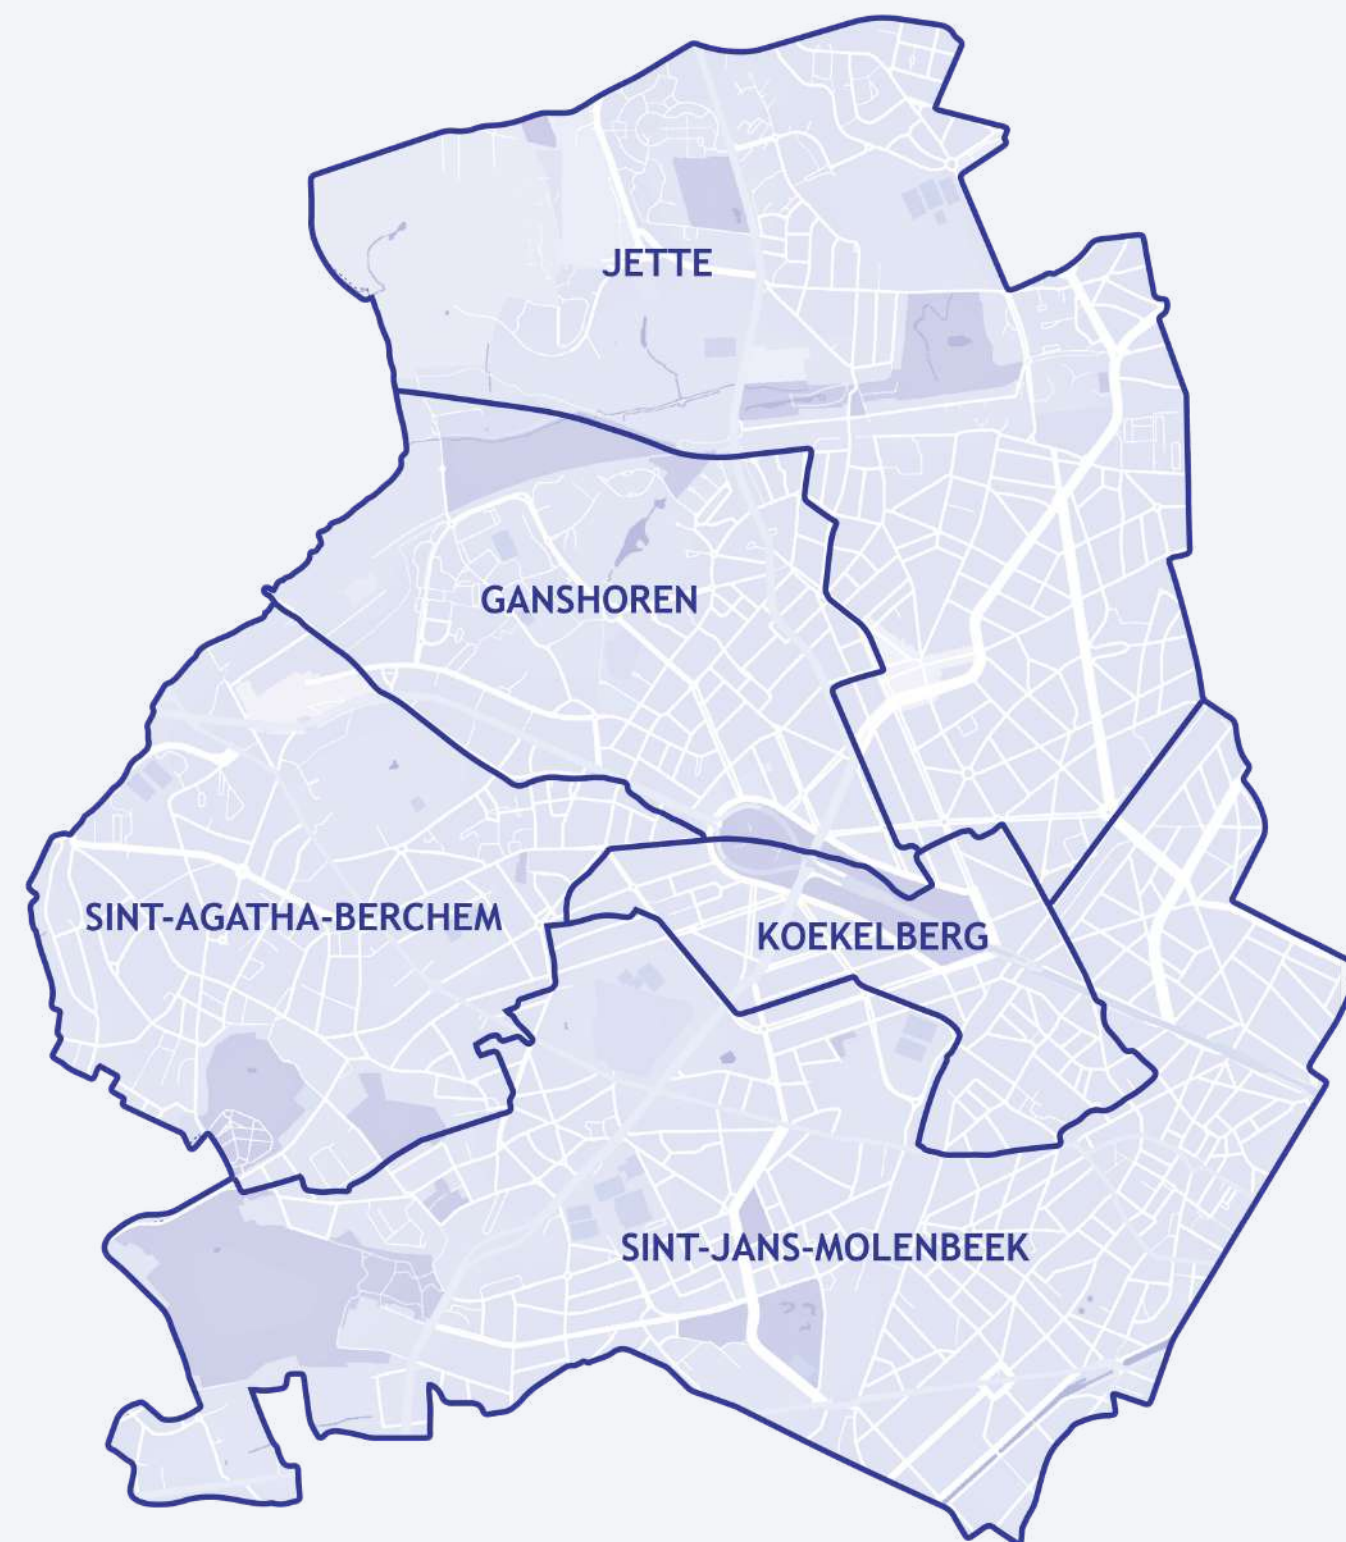 JETTE
GANSHOREN
SINT-AGATHA-BERCHEM
KOEKELBERG
SINT-JANS-MOLENBEEK